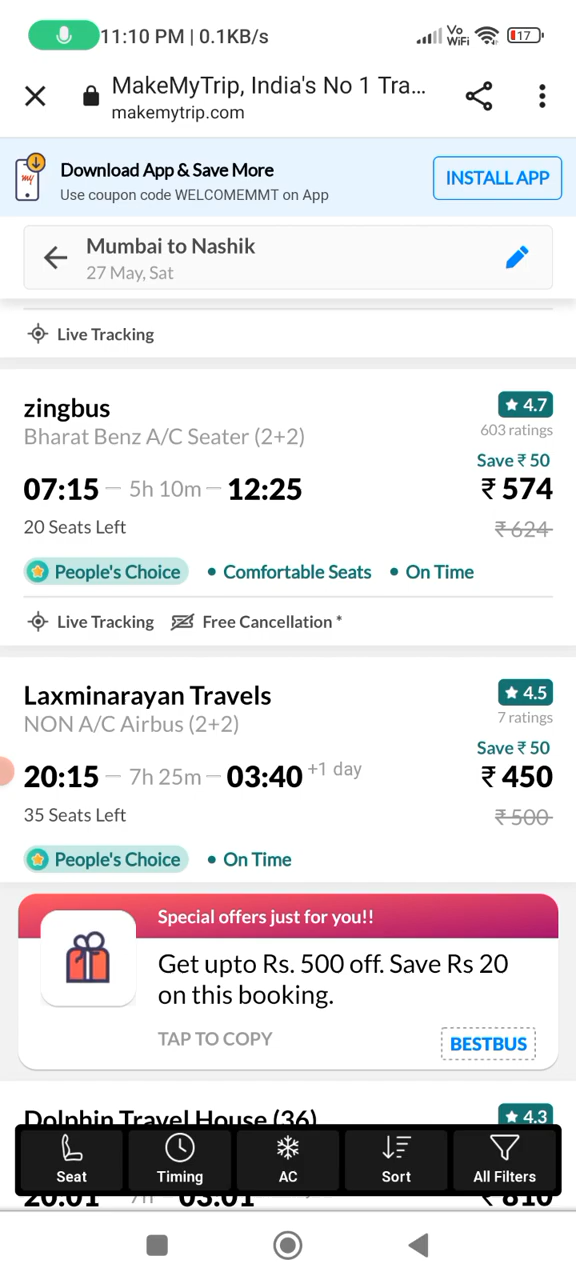 11:10 PM | 0.1KB/s Vo WiFi 17
MakeMyTrip, India's No 1 Tra...
makemytrip.com
Download App & Save More
my
Use coupon code WELCOMEMMT on App
INSTALL APP
Mumbai to Nashik
27 May, Sat
Live Tracking
zingbus
4.7
Bharat Benz A/C Seater (2+2)
603 ratings
Save ₹ 50
07:15 — 5h 10m — 12:25
₹ 574
20 Seats Left
₹ 624
People's Choice • Comfortable Seats • On Time
Live Tracking Free Cancellation *
Laxminarayan Travels
4.5
NON A/C Airbus (2+2)
7 ratings
Save ₹ 50
20:15 — 7h 25m — 03:40 +1 day
₹ 450
35 Seats Left
₹ 500
People's Choice • On Time
Special offers just for you!!
Get upto Rs. 500 off. Save Rs 20
on this booking.
TAP TO COPY
BESTBUS
Dolphin Travel House (36)
4.3
Seat Timing AC Sort All Filters
20:01 7h 03:01
₹ 810